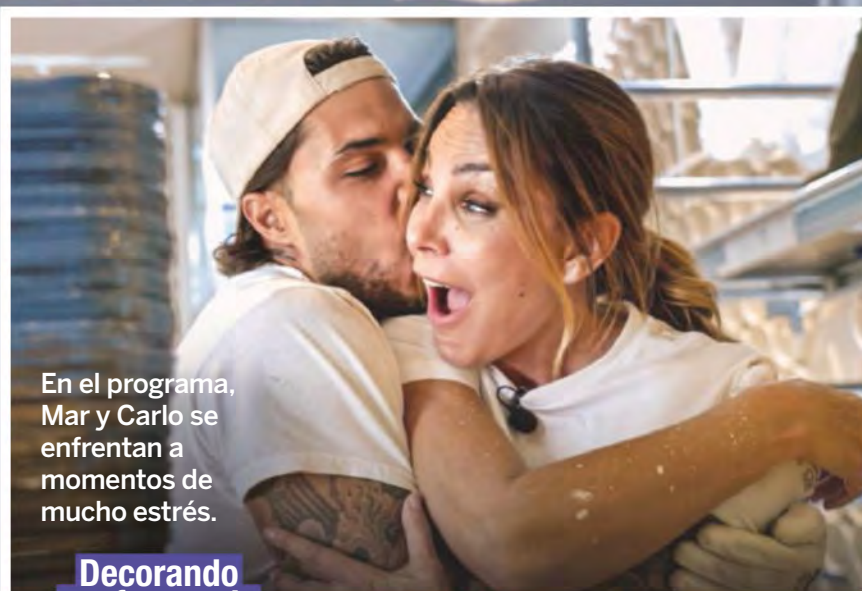 En el programa,
Mar y Carlo se
enfrentan a
momentos de
mucho estrés.
Decorando